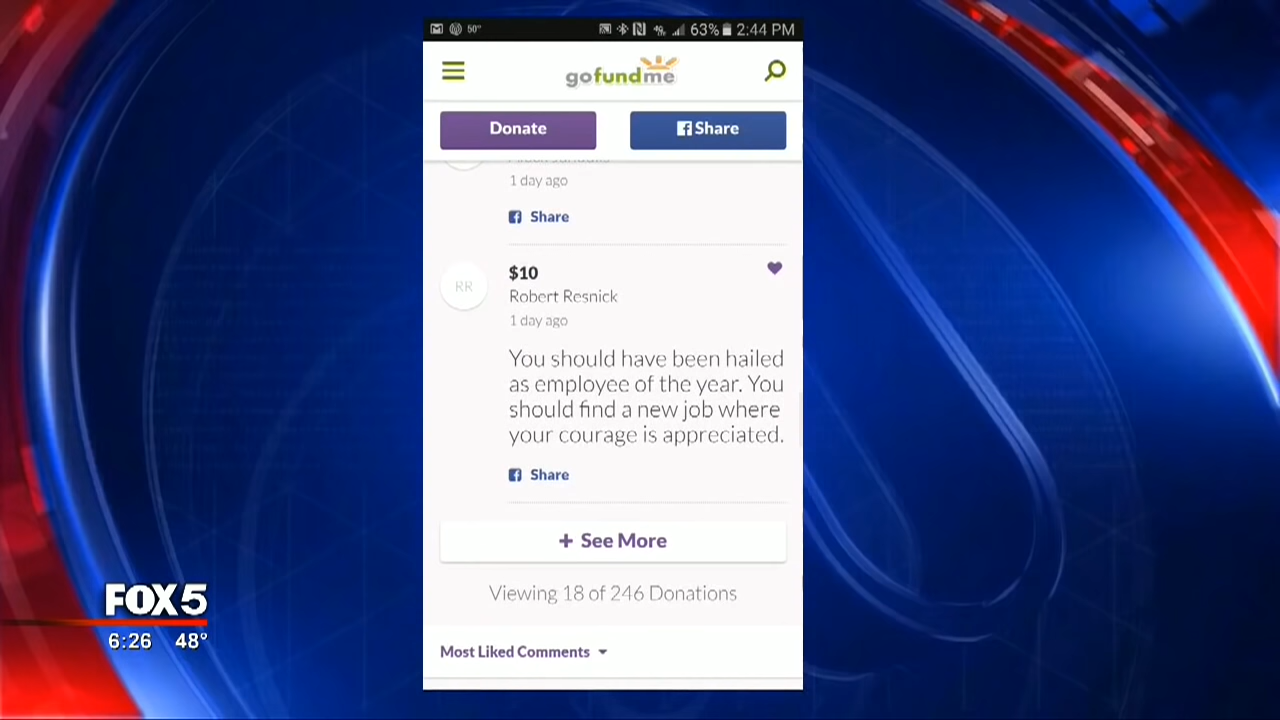 50°
63% 2:44 PM
gofundme
Donate
Share
1 day ago
Share
$10
RR
Robert Resnick
1 day ago
You should have been hailed
as employee of the year. You
should find a new job where
your courage is appreciated.
Share
+ See More
Viewing 18 of 246 Donations
Most Liked Comments
FOX 5
6:26 48°